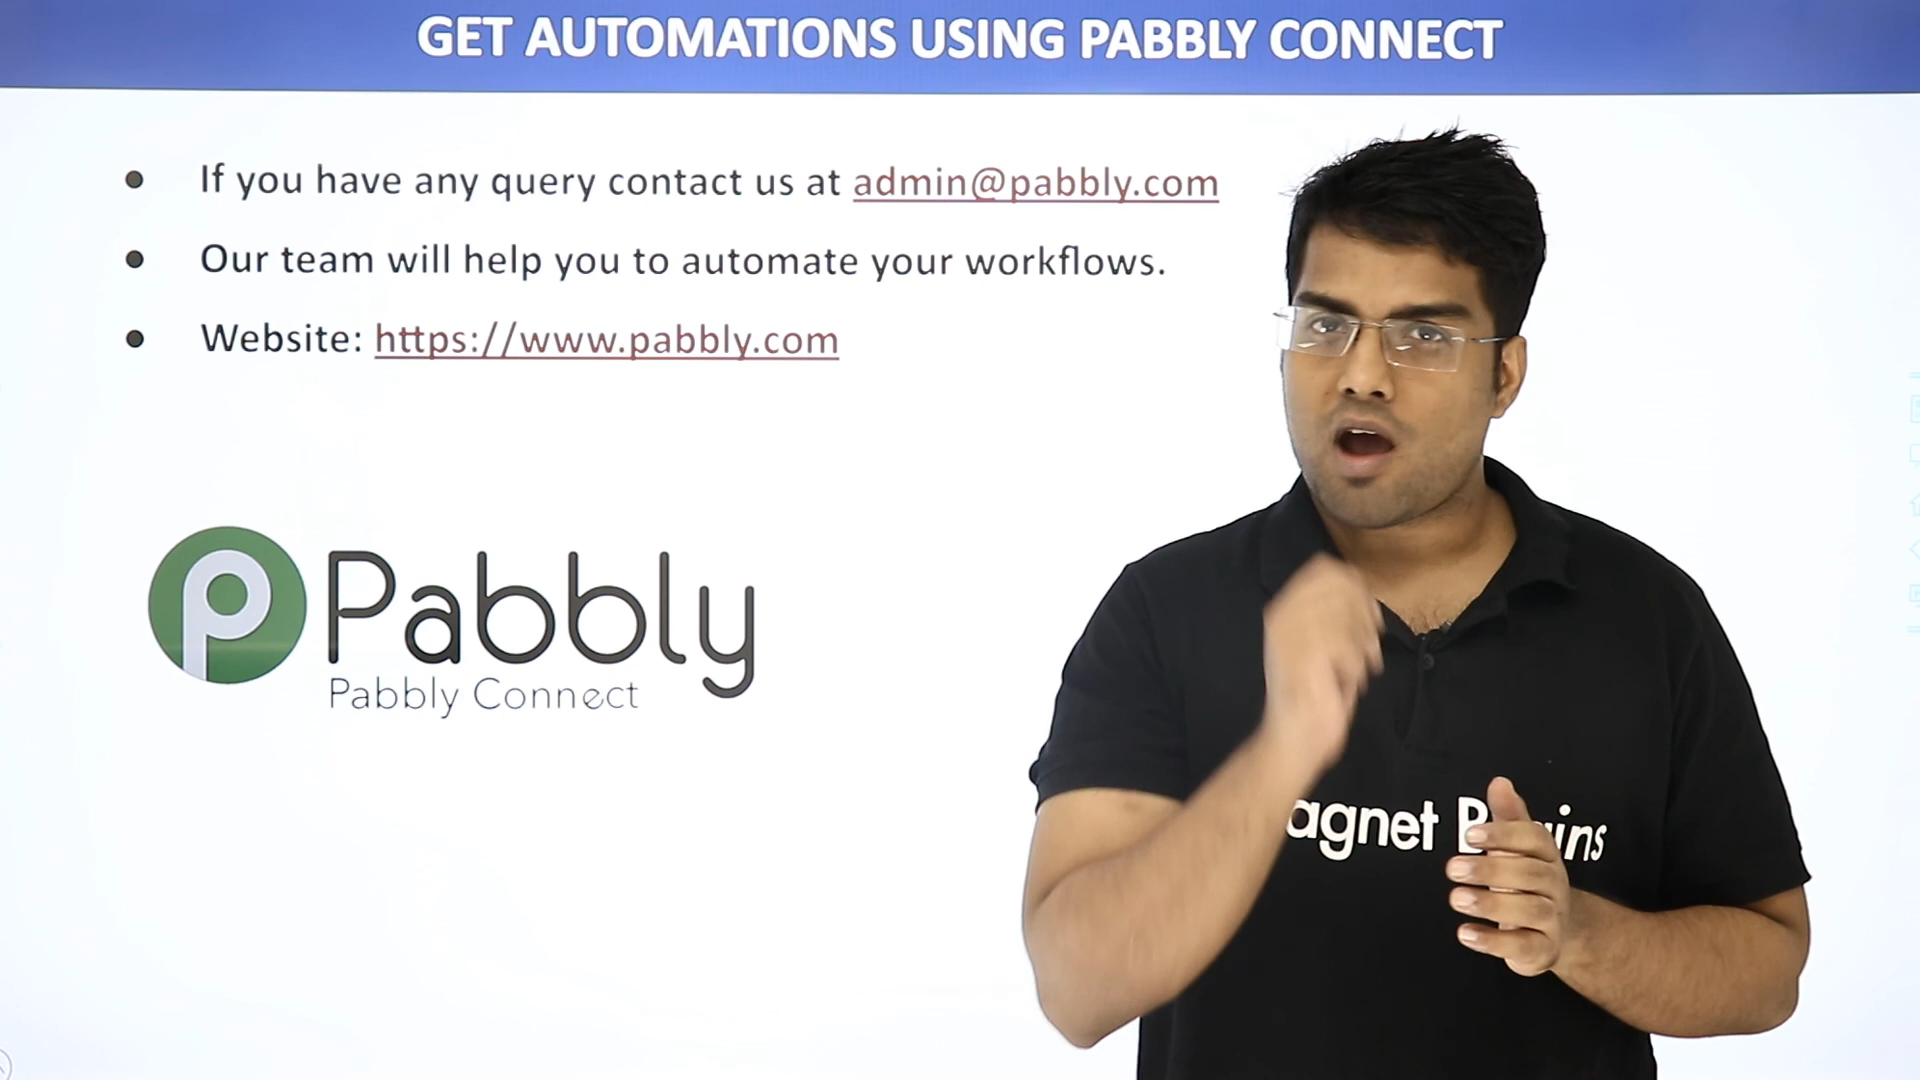 GET AUTOMATIONS USING PABBLY CONNECT
If you have any query contact us at admin@pabbly.com
Our team will help you to automate your workflows.
Website: https://www.pabbly.com
Pabbly
Pabbly Connect
agnet B ins